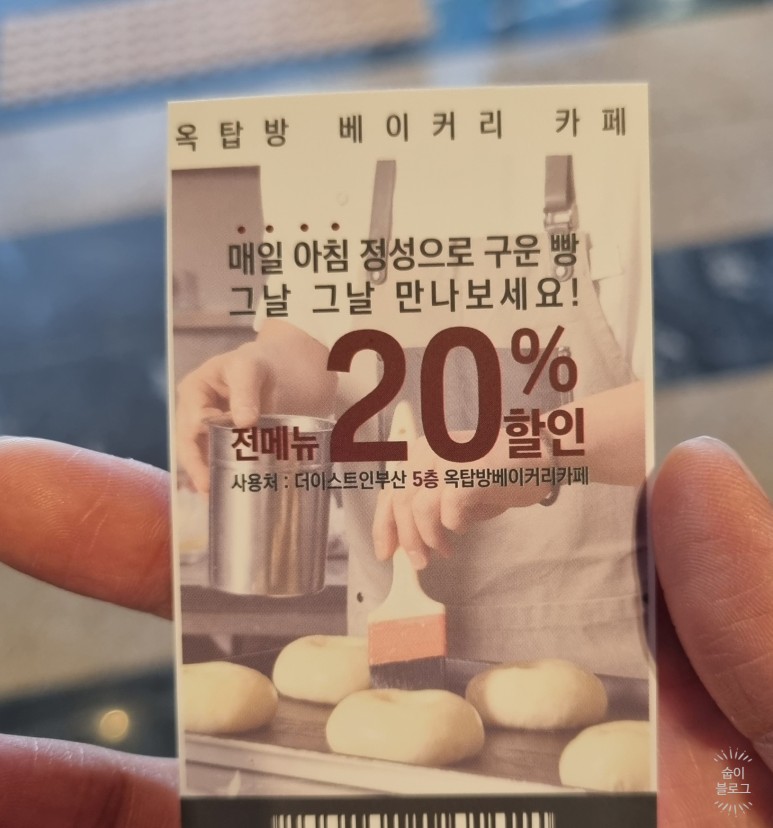 옥탑방 베이커리 카페
매일 아침 정성으로 구운 빵
그날 그날 만나보세요!
전메뉴 20% 할인
사용처 : 더이스트인부산 5층 옥탑방베이커리카페
숩이
블로그